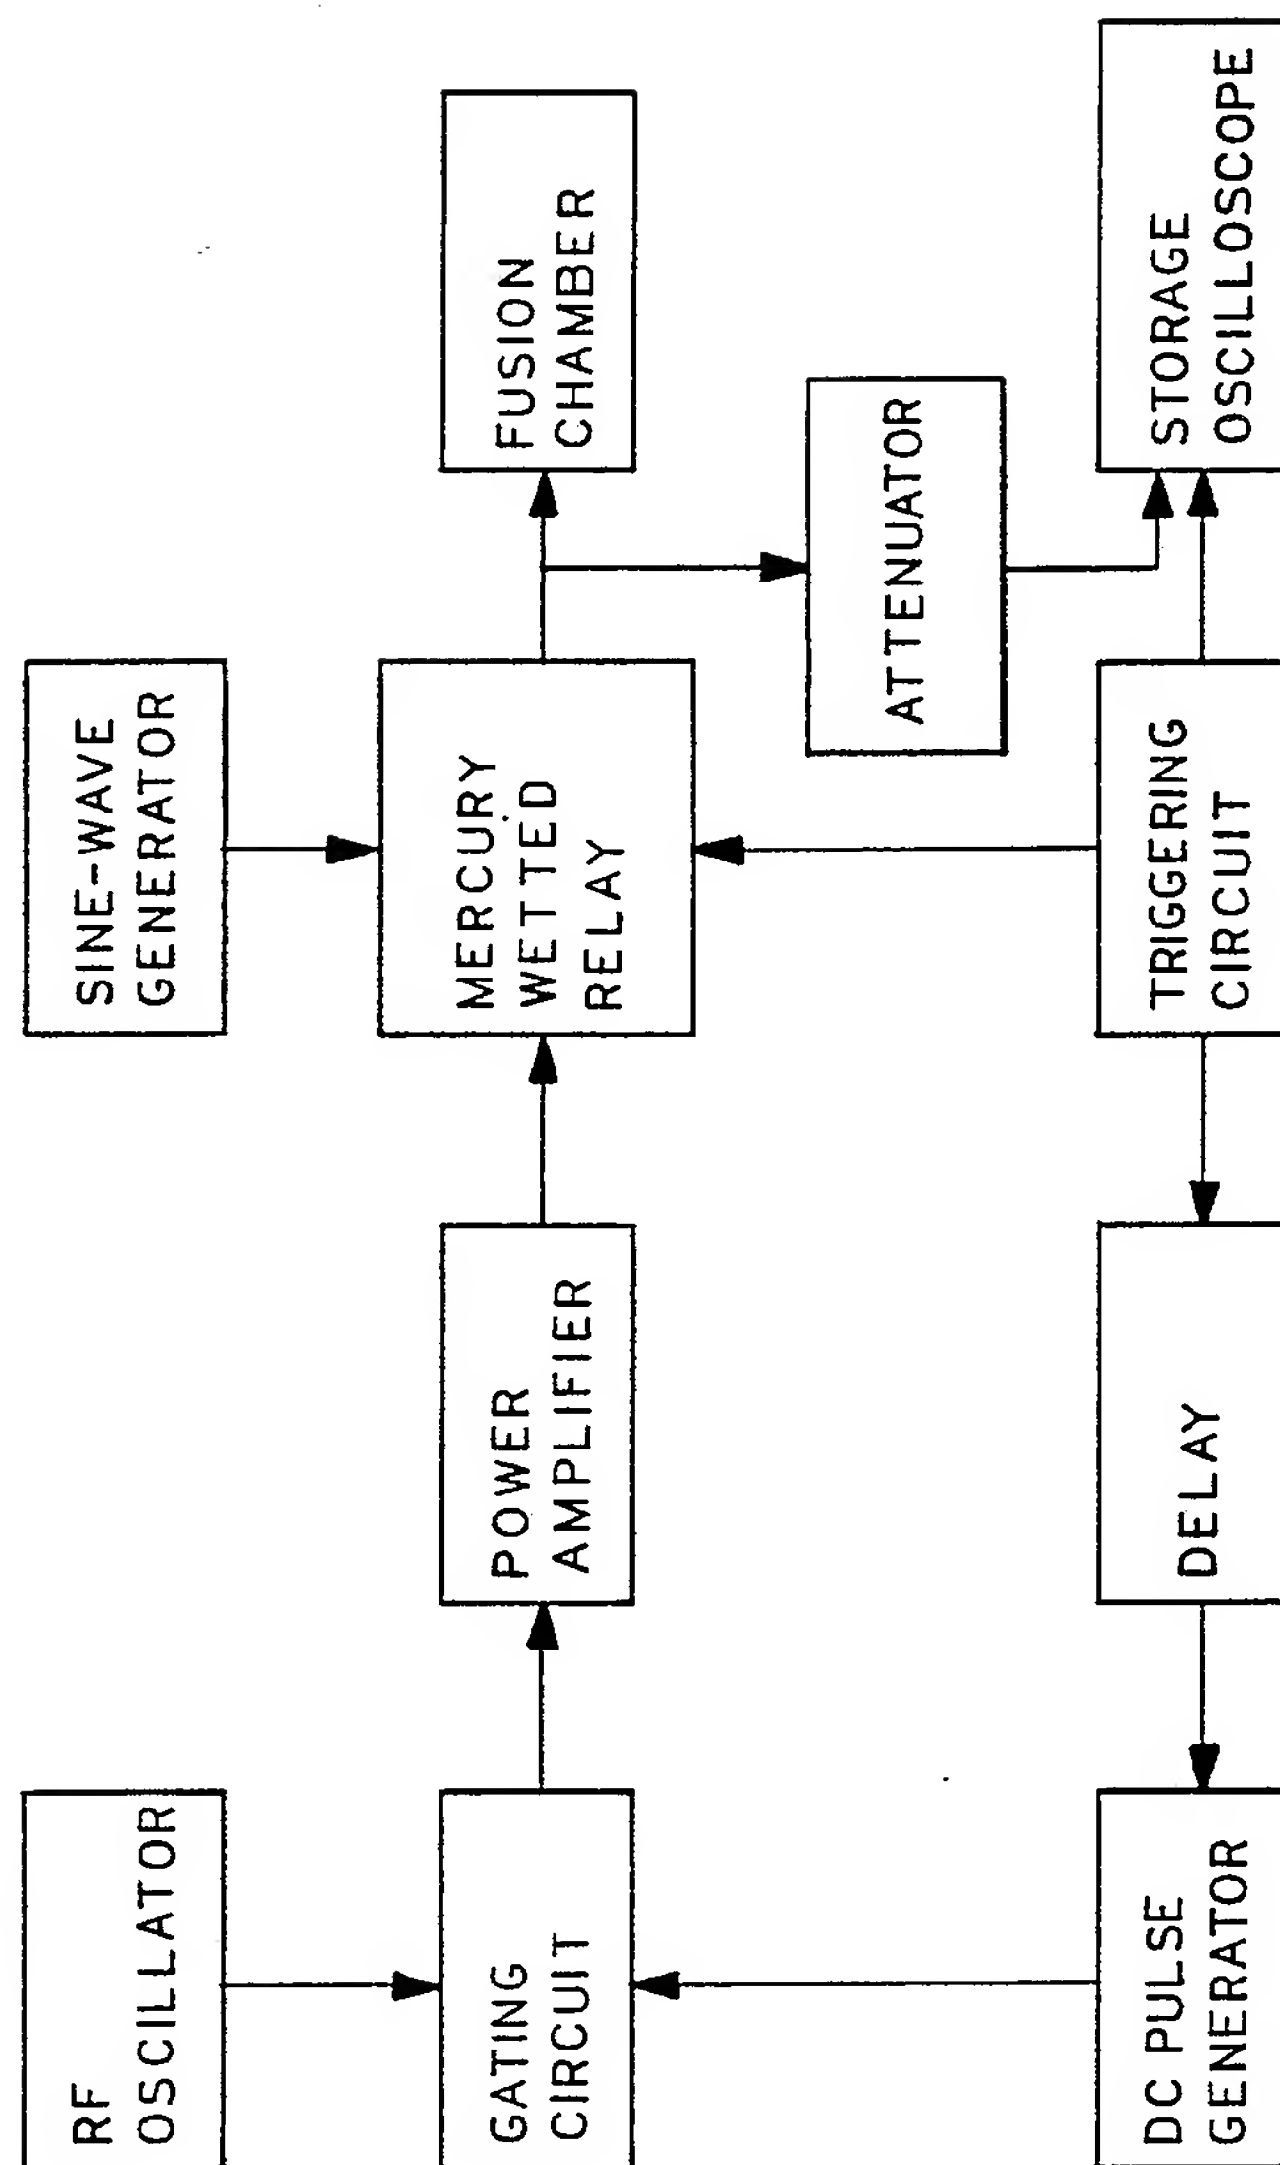 RF
OSCILLATOR
SINE-WAVE
GENERATOR
GATING
CIRCUIT
POWER
AMPLIFIER
MERCURY
WETTED
RELAY
FUSION
CHAMBER
ATTENUATOR
DC PULSE
GENERATOR
DELAY
TRIGGERING
CIRCUIT
STORAGE
OSCILLOSCOPE